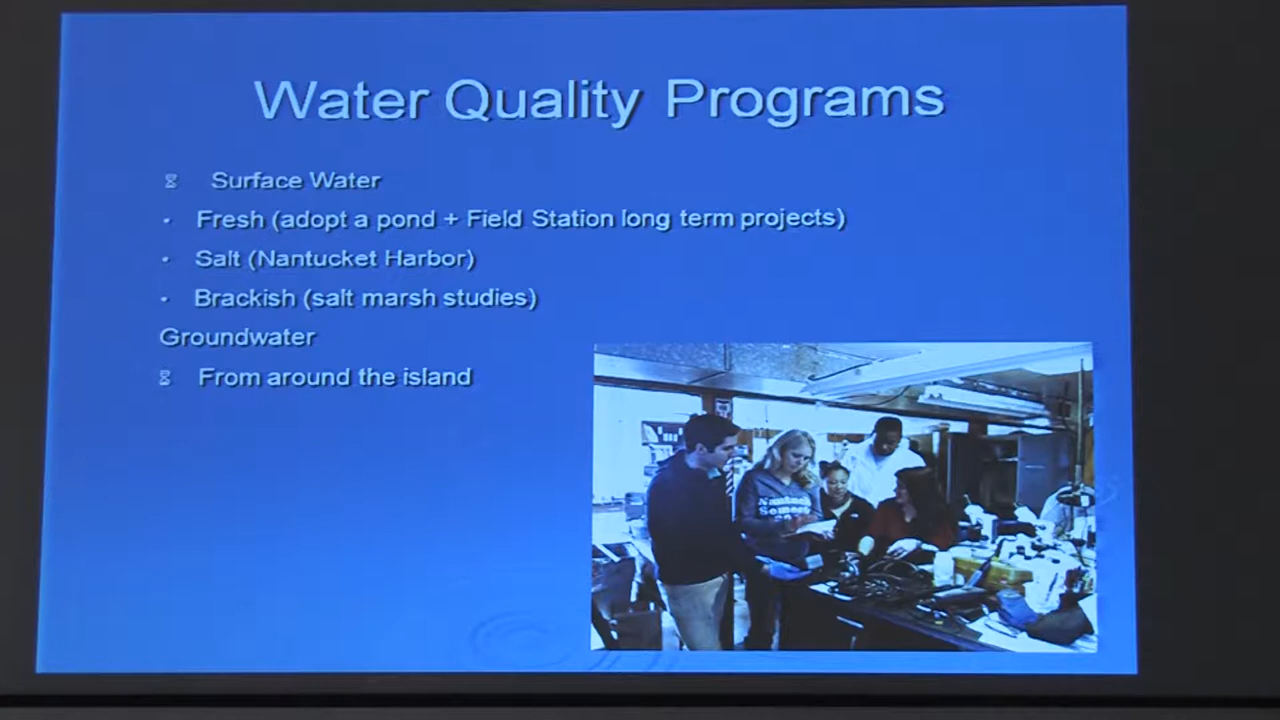 Water Quality Programs
Surface Water
• Fresh (adopt a pond + Field Station long term projects)
• Salt (Nantucket Harbor)
• Brackish (salt marsh studies)
Groundwater
From around the island